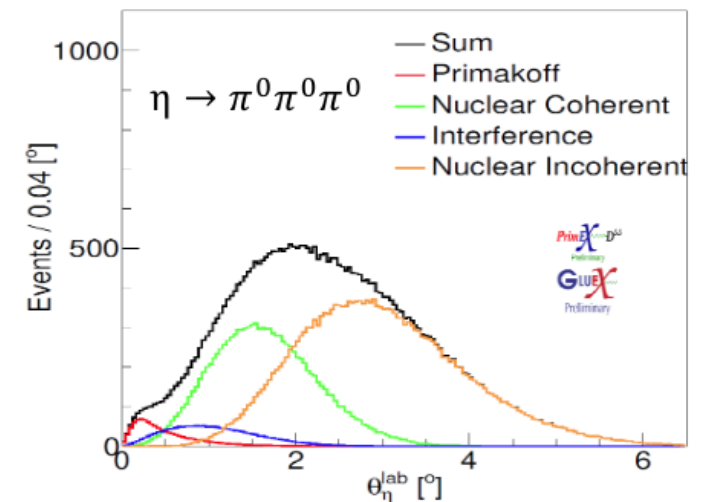 1000
500
0
Events / 0.04 [°]
η → π⁰π⁰π⁰
Sum
Primakoff
Nuclear Coherent
Interference
Nuclear Incoherent
PrimEX D
Preliminary
GLUEX
Preliminary
0 2 4 6
θ_η^lab [°]